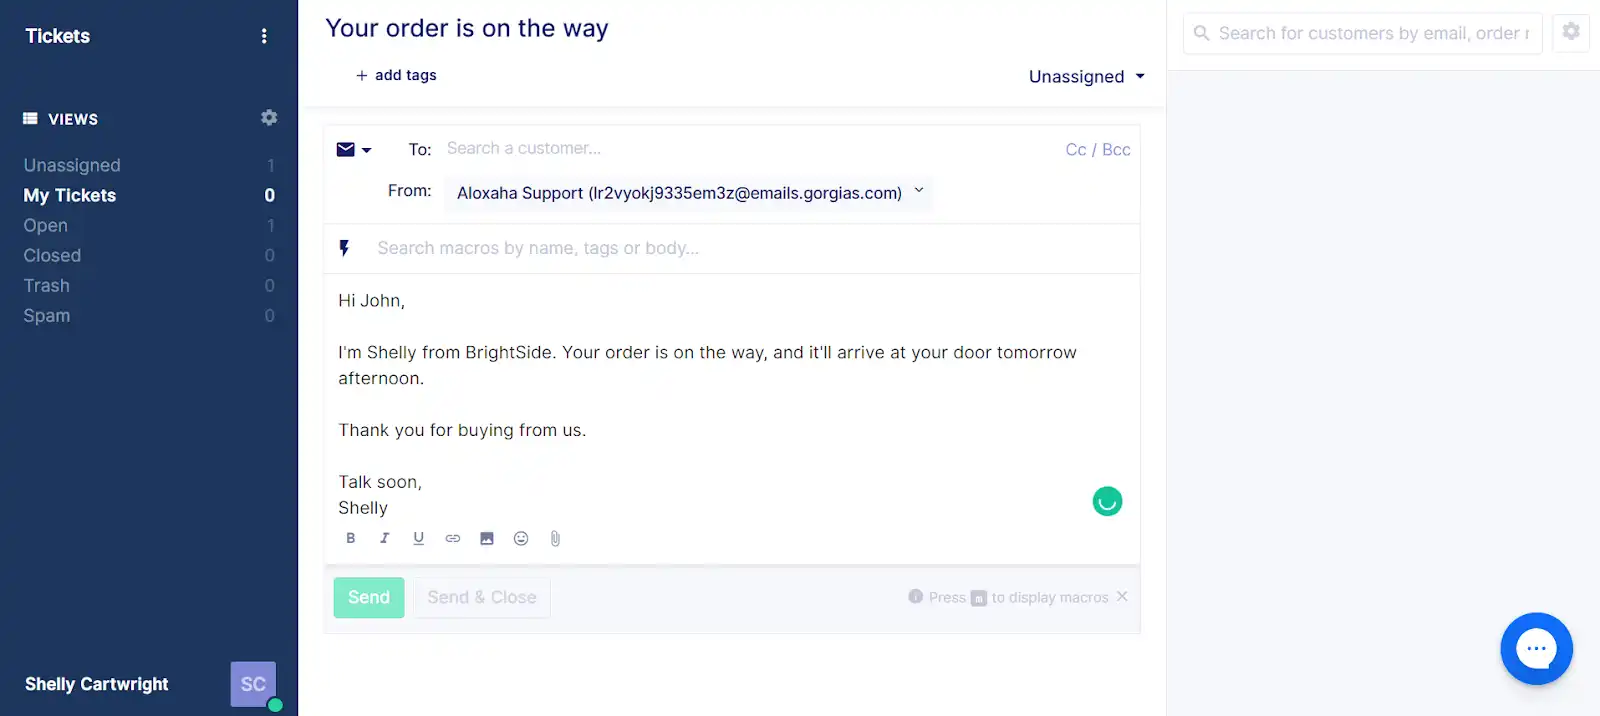 Tickets
VIEWS
Unassigned 1
My Tickets 0
Open 1
Closed 0
Trash 0
Spam 0
Shelly Cartwright SC
Your order is on the way
+ add tags
Unassigned
To: Search a customer...
Cc / Bcc
From: Aloxaha Support (lr2vyokj9335em3z@emails.gorgias.com)
Search macros by name, tags or body...
Hi John,
I'm Shelly from BrightSide. Your order is on the way, and it'll arrive at your door tomorrow
afternoon.
Thank you for buying from us.
Talk soon,
Shelly
B I U
Send Send & Close
Press m to display macros
Search for customers by email, order r